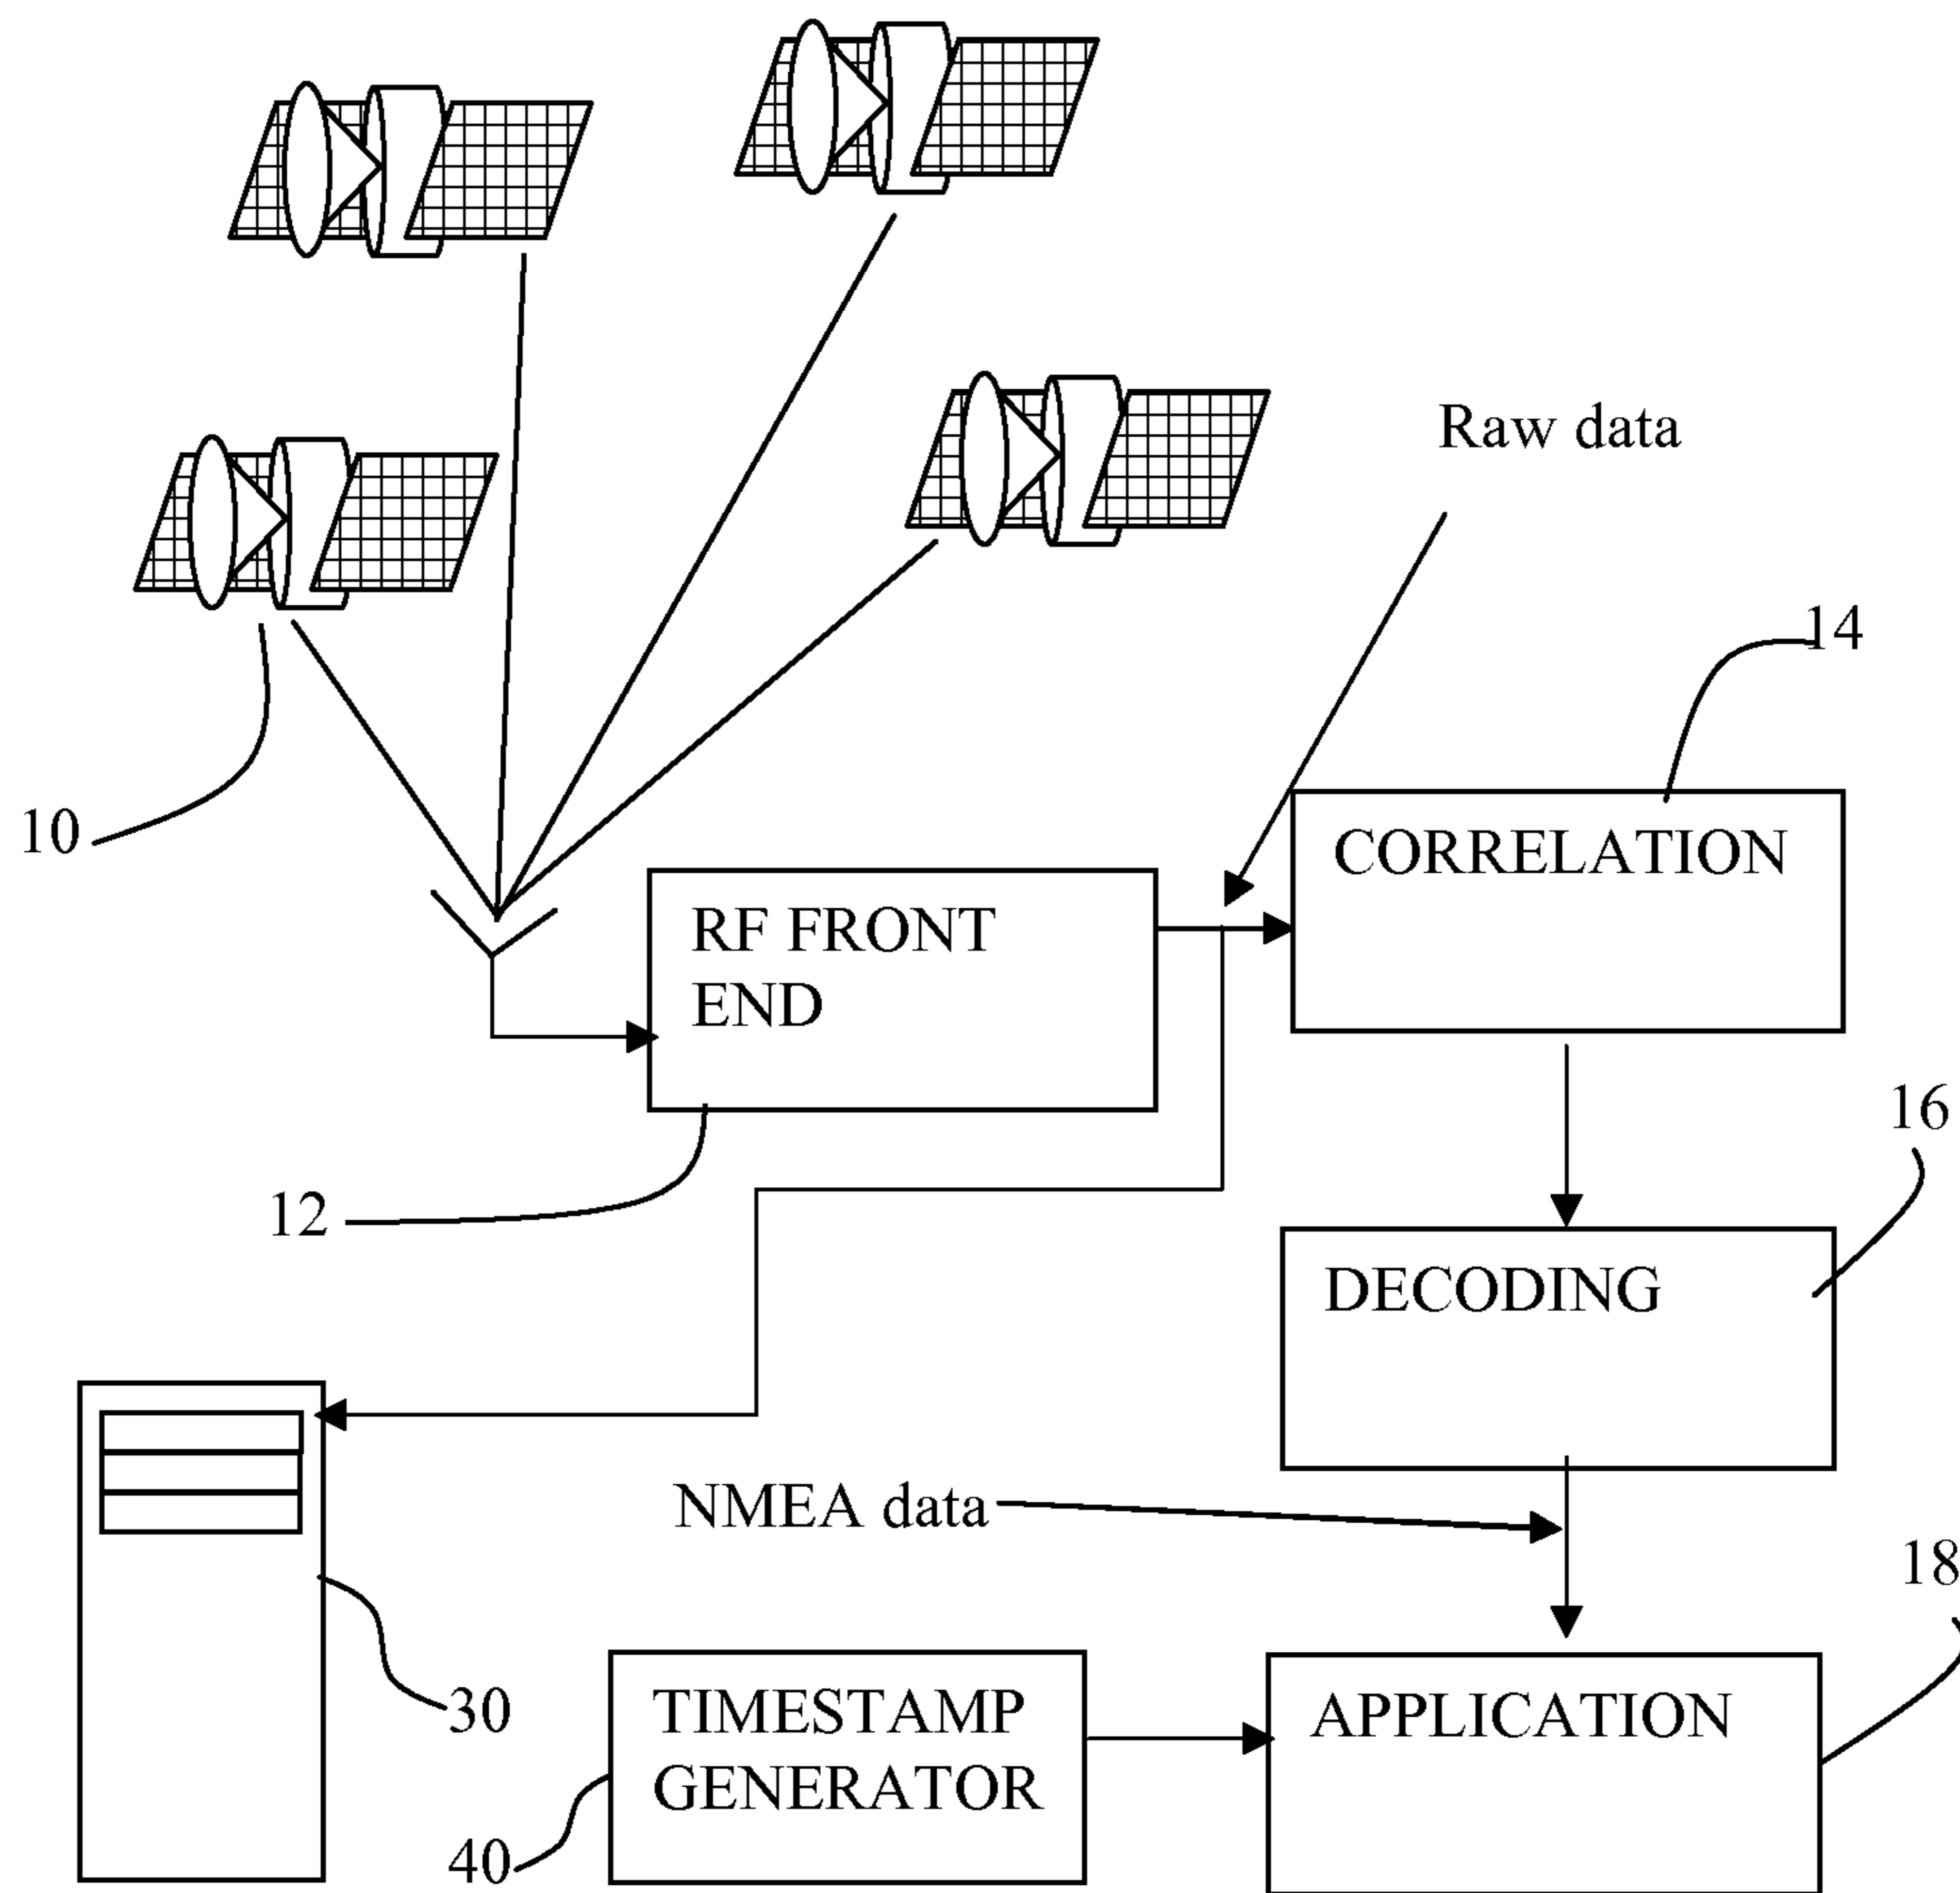 Raw data
14
10
CORRELATION
RF FRONT
END
16
12
DECODING
NMEA data
18
30
TIMESTAMP
GENERATOR
APPLICATION
40